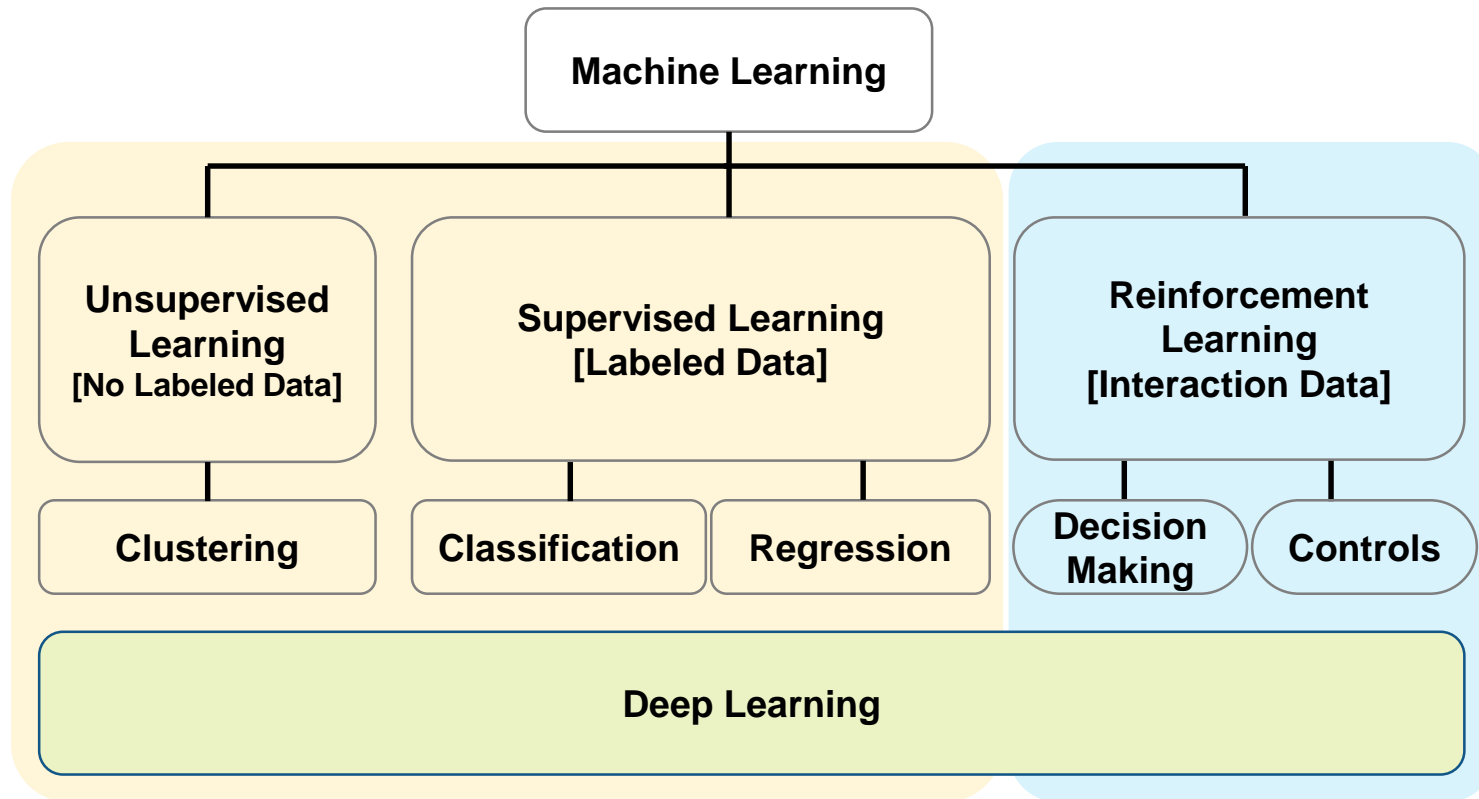 Machine Learning
Unsupervised
Learning
[No Labeled Data]
Supervised Learning
[Labeled Data]
Reinforcement
Learning
[Interaction Data]
Clustering
Classification
Regression
Decision
Making
Controls
Deep Learning